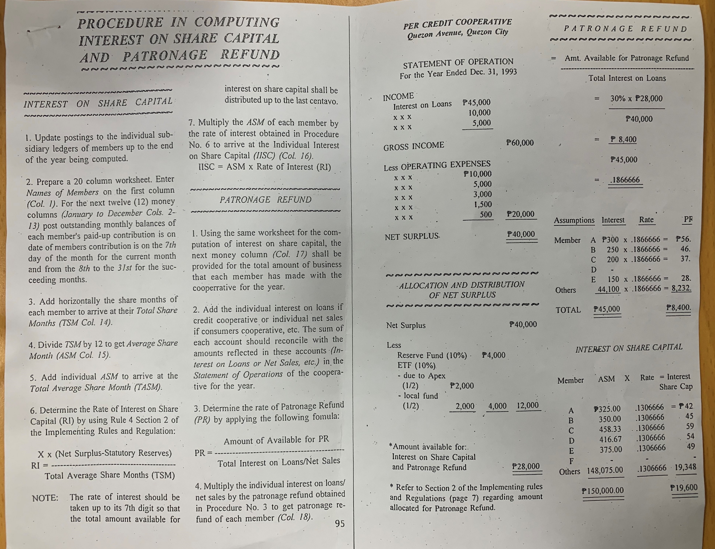 PROCEDURE IN COMPUTING
INTEREST ON SHARE CAPITAL
AND PATRONAGE REFUND
INTEREST ON SHARE CAPITAL
1. Update postings to the individual sub-
sidiary ledgers of members up to the end
of the year being computed.
2. Prepare a 20 column worksheet. Enter
Names of Members on the first column
(Col. 1). For the next twelve (12) money
columns (January to December Cols. 2-
13) post outstanding monthly balances of
each member's paid-up contribution is on
date of members contribution is on the 7th
day of the month for the current month
and from the 8th to the 31st for the suc-
ceeding months.
3. Add horizontally the share months of
each member to arrive at their Total Share
Months (TSM Col. 14).
4. Divide TSM by 12 to get Average Share
Month (ASM Col. 15).
5. Add individual ASM to arrive at the
Total Average Share Month (TASM).
6. Determine the Rate of Interest on Share
Capital (RI) by using Rule 4 Section 2 of
the Implementing Rules and Regulation:
X x (Net Surplus-Statutory Reserves)
RI = ------------------------------
Total Average Share Months (TSM)
NOTE: The rate of interest should be
taken up to its 7th digit so that
the total amount available for
interest on share capital shall be
distributed up to the last centavo.
7. Multiply the ASM of each member by
the rate of interest obtained in Procedure
No. 6 to arrive at the Individual Interest
on Share Capital (IISC) (Col. 16).
IISC = ASM x Rate of Interest (RI)
PATRONAGE REFUND
1. Using the same worksheet for the com-
putation of interest on share capital, the
next money column (Col. 17) shall be
provided for the total amount of business
that each member has made with the
cooperrative for the year.
2. Add the individual interest on loans if
credit cooperative or individual net sales
if consumers cooperative, etc. The sum of
each account should reconcile with the
amounts reflected in these accounts (In-
terest on Loans or Net Sales, etc.) in the
Statement of Operations of the coopera-
tive for the year.
3. Determine the rate of Patronage Refund
(PR) by applying the following fomula:
Amount of Available for PR
PR = ------------------------------
Total Interest on Loans/Net Sales
4. Multiply the individual interest on loans/
net sales by the patronage refund obtained
in Procedure No. 3 to get patronage re-
fund of each member (Col. 18).
95
PER CREDIT COOPERATIVE
Quezon Avenue, Quezon City
STATEMENT OF OPERATION
For the Year Ended Dec. 31, 1993
INCOME
Interest on Loans ₱45,000
x x x 10,000
x x x 5,000
GROSS INCOME ₱60,000
Less OPERATING EXPENSES
x x x ₱10,000
x x x 5,000
x x x 3,000
x x x 1,500
x x x 500 ₱20,000
NET SURPLUS ₱40,000
ALLOCATION AND DISTRIBUTION
OF NET SURPLUS
Net Surplus ₱40,000
Less
Reserve Fund (10%) ₱4,000
ETF (10%)
- due to Apex
(1/2) ₱2,000
- local fund
(1/2) 2,000 4,000 12,000
*Amount available for:
Interest on Share Capital
and Patronage Refund ₱28,000
* Refer to Section 2 of the Implementing rules
and Regulations (page 7) regarding amount
allocated for Patronage Refund.
PATRONAGE REFUND
= Amt. Available for Patronage Refund
------------------------------
Total Interest on Loans
= 30% x ₱28,000
₱40,000
= ₱ 8,400
₱45,000
= .1866666
Assumptions Interest Rate PR
Member A ₱300 x .1866666 = ₱56.
B 250 x .1866666 = 46.
C 200 x .1866666 = 37.
D - -
E 150 x .1866666 = 28.
Others 44,100 x .1866666 = 8,232.
TOTAL ₱45,000 ₱8,400.
INTEREST ON SHARE CAPITAL
Member ASM X Rate = Interest
Share Cap
A ₱325.00 .1306666 = ₱42
B 350.00 .1306666 45
C 458.33 .1306666 59
D 416.67 .1306666 54
E 375.00 .1306666 49
F - - -
Others 148,075.00 .1306666 19,348
₱150,000.00 ₱19,600